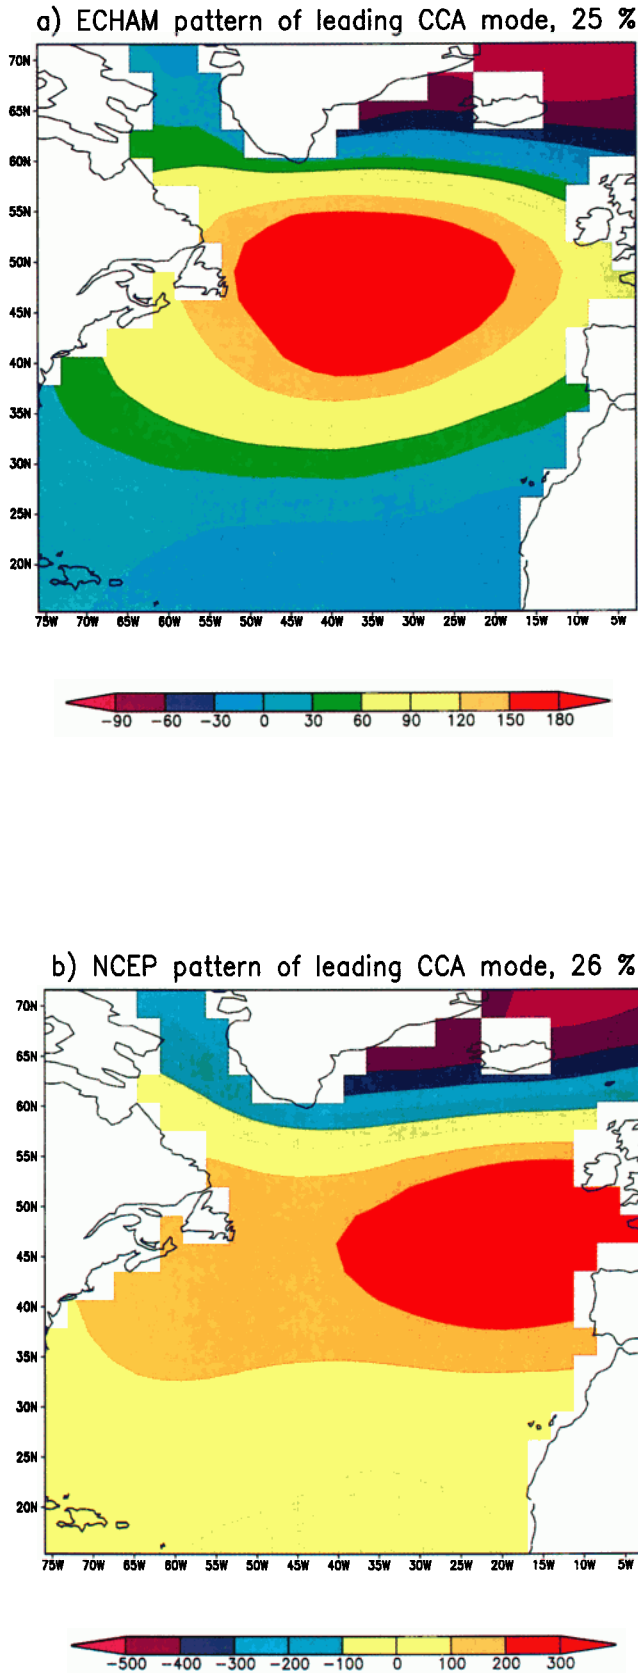 a) ECHAM pattern of leading CCA mode, 25 %
70N
65N
60N
55N
50N
45N
40N
35N
30N
25N
20N
75W 70W 65W 60W 55W 50W 45W 40W 35W 30W 25W 20W 15W 10W 5W
-90 -60 -30 0 30 60 90 120 150 180
b) NCEP pattern of leading CCA mode, 26 %
70N
65N
60N
55N
50N
45N
40N
35N
30N
25N
20N
75W 70W 65W 60W 55W 50W 45W 40W 35W 30W 25W 20W 15W 10W 5W
-500 -400 -300 -200 -100 0 100 200 300